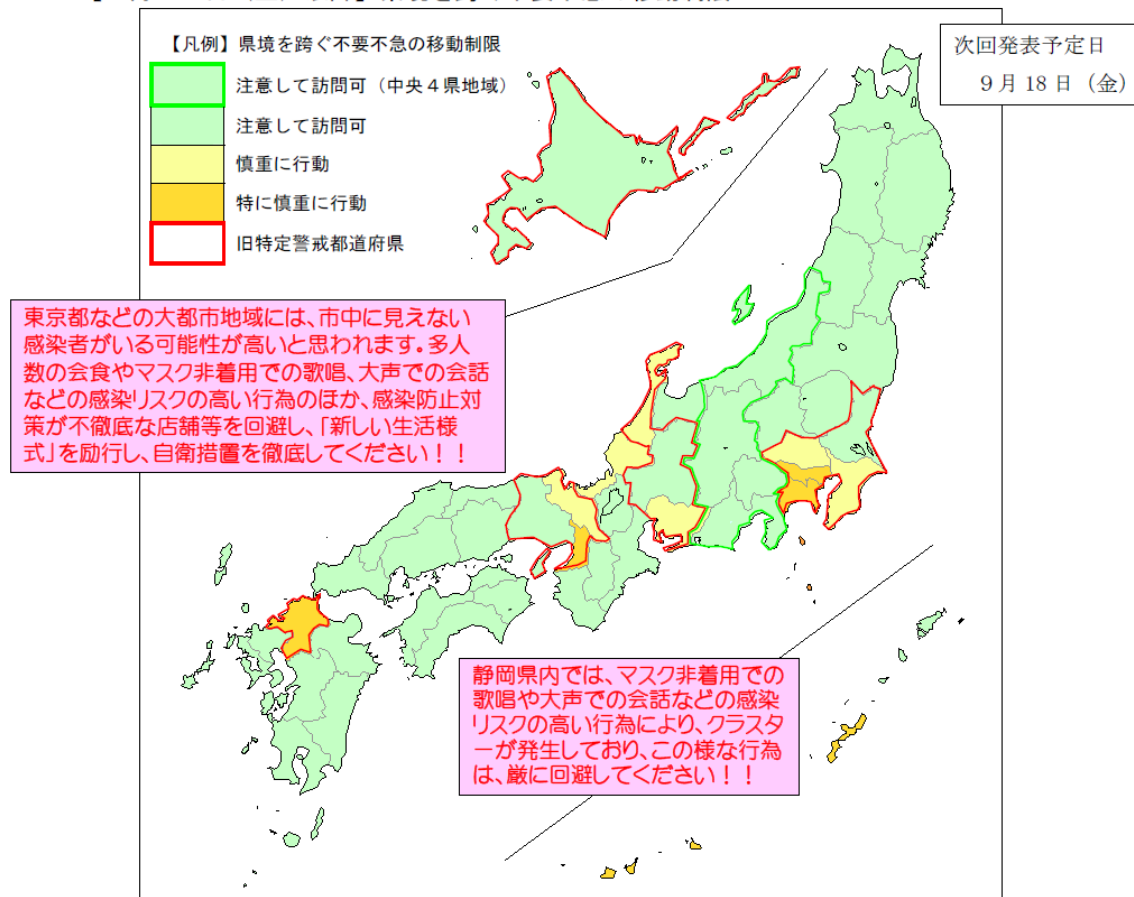 【凡例】県境を跨ぐ不要不急の移動制限
注意して訪問可（中央４県地域）
注意して訪問可
慎重に行動
特に慎重に行動
旧特定警戒都道府県
次回発表予定日
９月 18 日（金）
東京都などの大都市地域には、市中に見えない
感染者がいる可能性が高いと思われます。多人
数の会食やマスク非着用での歌唱、大声での会話
などの感染リスクの高い行為のほか、感染防止対
策が不徹底な店舗等を回避し、「新しい生活様
式」を励行し、自衛措置を徹底してください！！
静岡県内では、マスク非着用での
歌唱や大声での会話などの感染
リスクの高い行為により、クラスタ
ーが発生しており、この様な行為
は、厳に回避してください！！